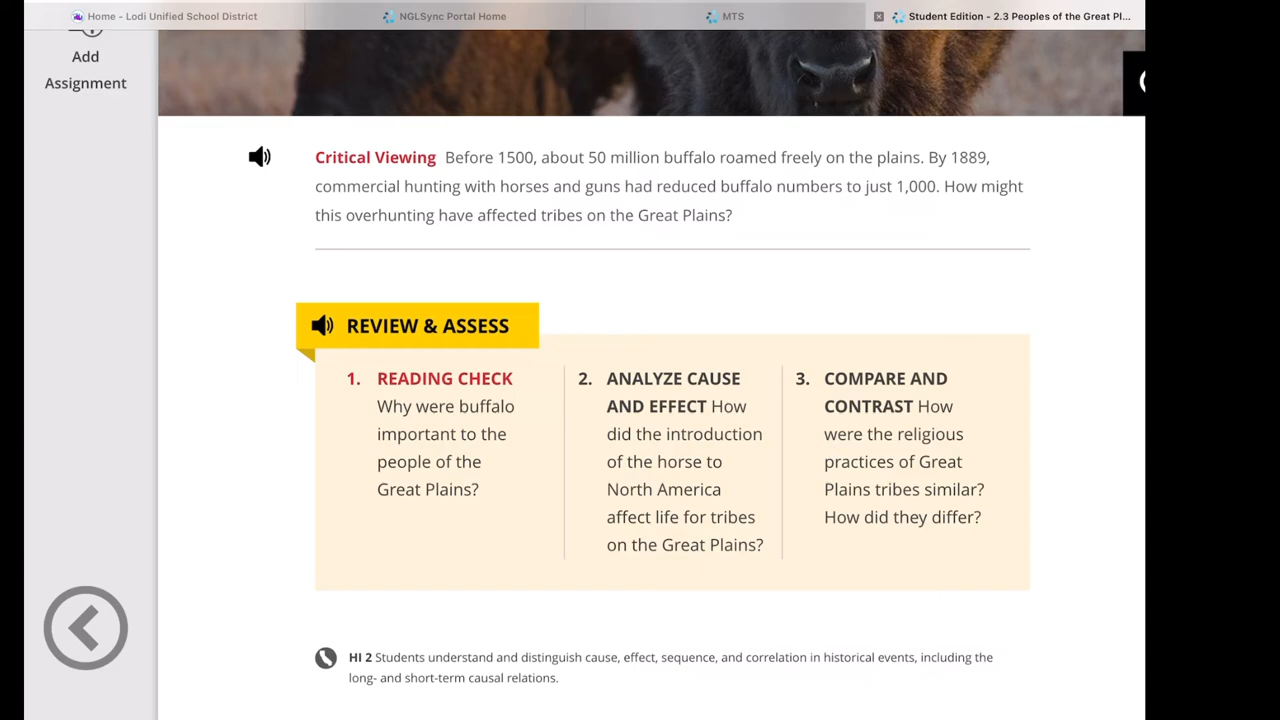 Home - Lodi Unified School District
NGLSync Portal Home
MTS
Student Edition - 2.3 Peoples of the Great Pl...
Add
Assignment
Critical Viewing Before 1500, about 50 million buffalo roamed freely on the plains. By 1889,
commercial hunting with horses and guns had reduced buffalo numbers to just 1,000. How might
this overhunting have affected tribes on the Great Plains?
REVIEW & ASSESS
1. READING CHECK
Why were buffalo
important to the
people of the
Great Plains?
2. ANALYZE CAUSE
AND EFFECT How
did the introduction
of the horse to
North America
affect life for tribes
on the Great Plains?
3. COMPARE AND
CONTRAST How
were the religious
practices of Great
Plains tribes similar?
How did they differ?
HI 2 Students understand and distinguish cause, effect, sequence, and correlation in historical events, including the
long- and short-term causal relations.